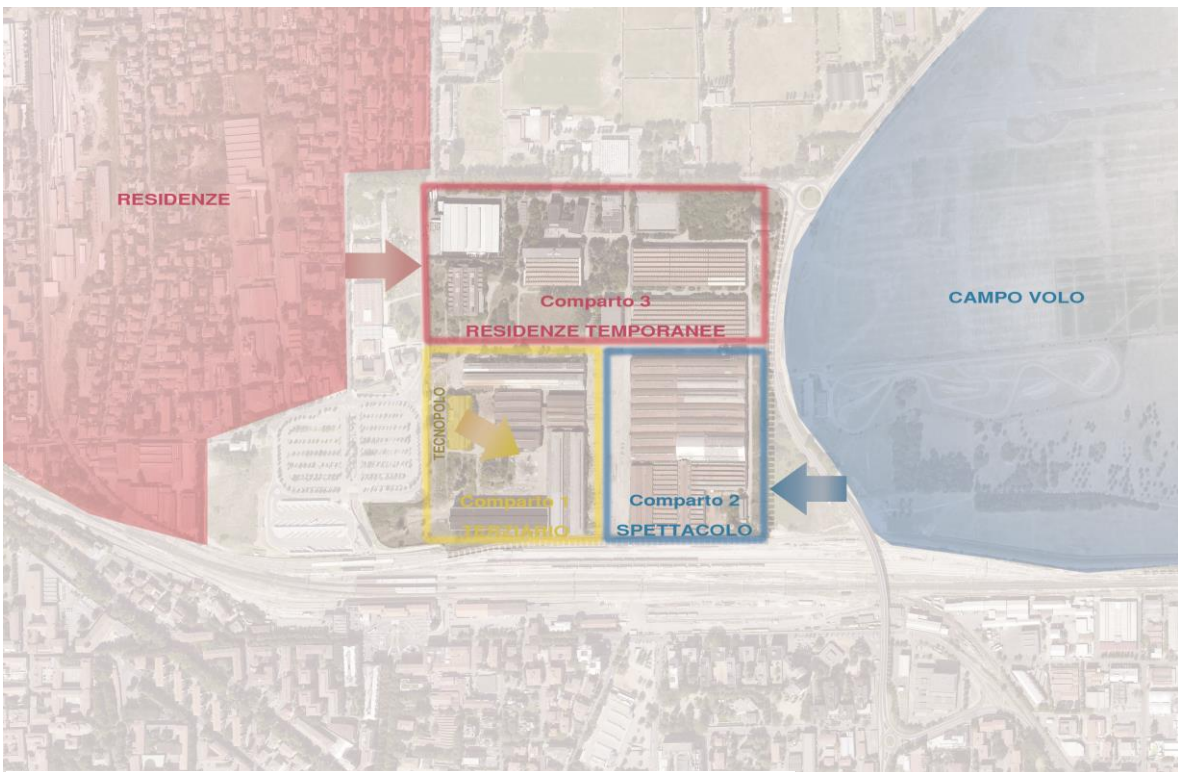 RESIDENZE
CAMPO VOLO
Comparto 3
RESIDENZE TEMPORANEE
TECNOPOLO
Comparto 1
TERZIARIO
Comparto 2
SPETTACOLO